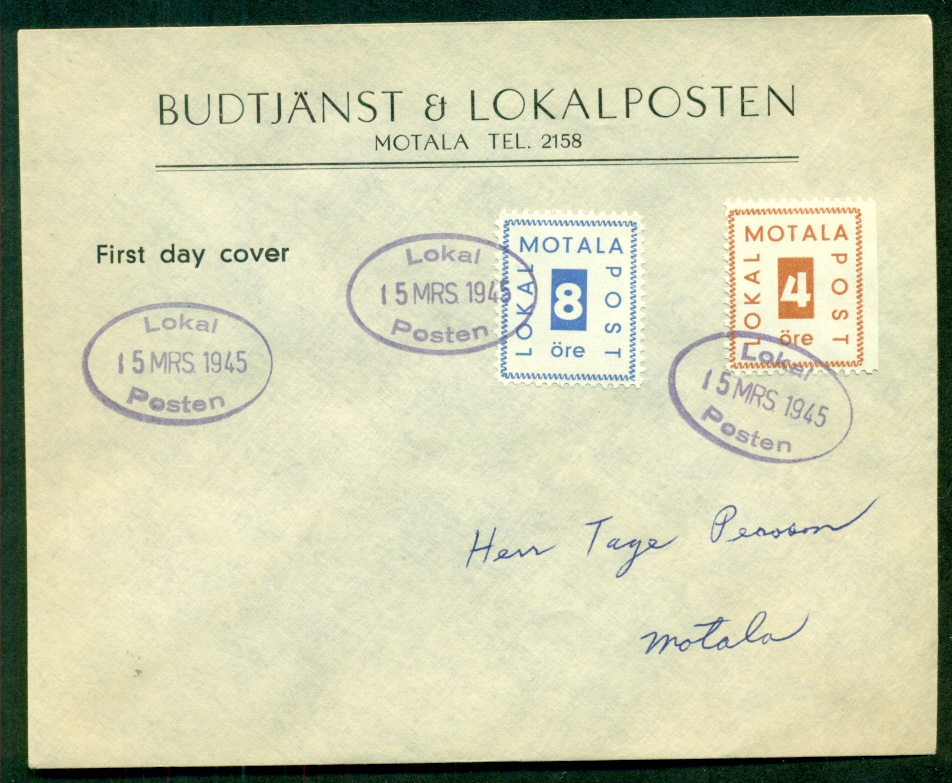 BUDTJÄNST & LOKALPOSTEN
MOTALA TEL. 2158
First day cover
Lokal
15 MRS. 1945
Posten
Lokal
15 MRS. 1945
Posten
MOTALA
LOKAL
POST
8
öre
MOTALA
LOKAL
POST
4
öre
Lokal
15 MRS. 1945
Posten
Herr Tage Persson
Motala